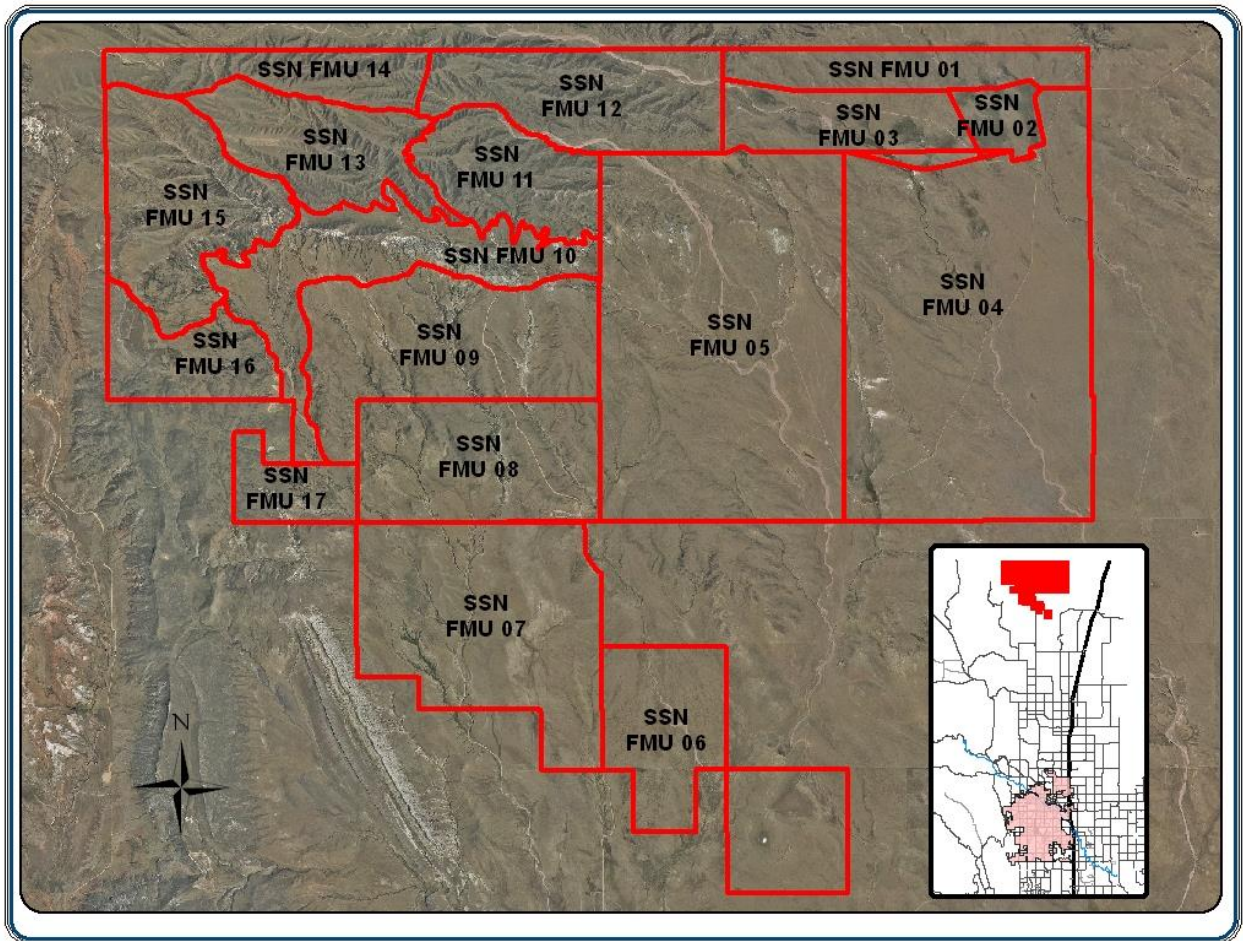 SSN FMU 14
SSN FMU 01
SSN
FMU 12
SSN
FMU 02
SSN
FMU 03
SSN
FMU 13
SSN
FMU 11
SSN
FMU 15
SSN FMU 10
SSN
FMU 04
SSN
FMU 05
SSN
FMU 09
SSN
FMU 16
SSN
FMU 08
SSN
FMU 17
SSN
FMU 07
SSN
FMU 06
N